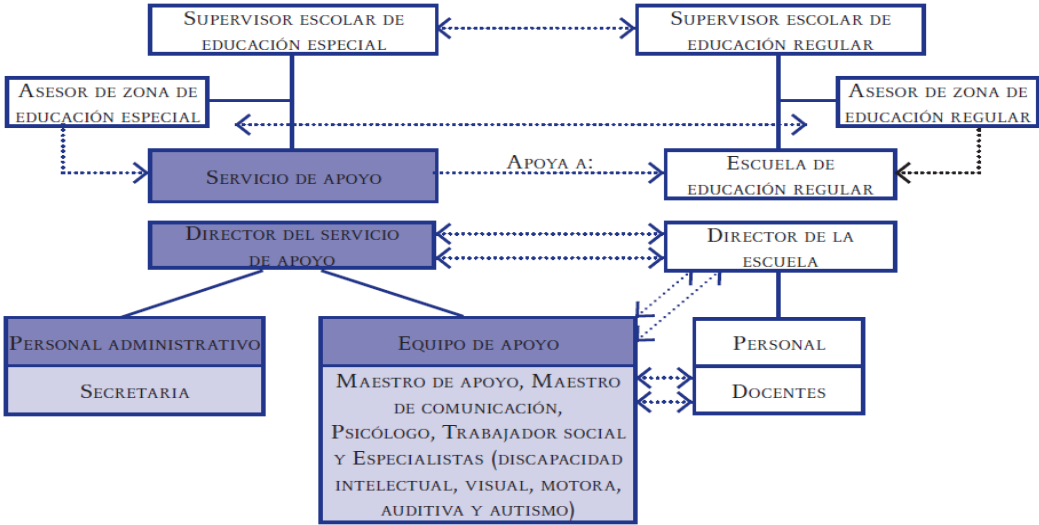 Supervisor escolar de
educación especial
Supervisor escolar de
educación regular
Asesor de zona de
educación especial
Asesor de zona de
educación regular
Servicio de apoyo
Apoya a:
Escuela de
educación regular
Director del servicio
de apoyo
Director de la
escuela
Personal administrativo
Secretaria
Equipo de apoyo
Maestro de apoyo, Maestro
de comunicación,
Psicólogo, Trabajador social
y Especialistas (discapacidad
intelectual, visual, motora,
auditiva y autismo)
Personal
Docentes